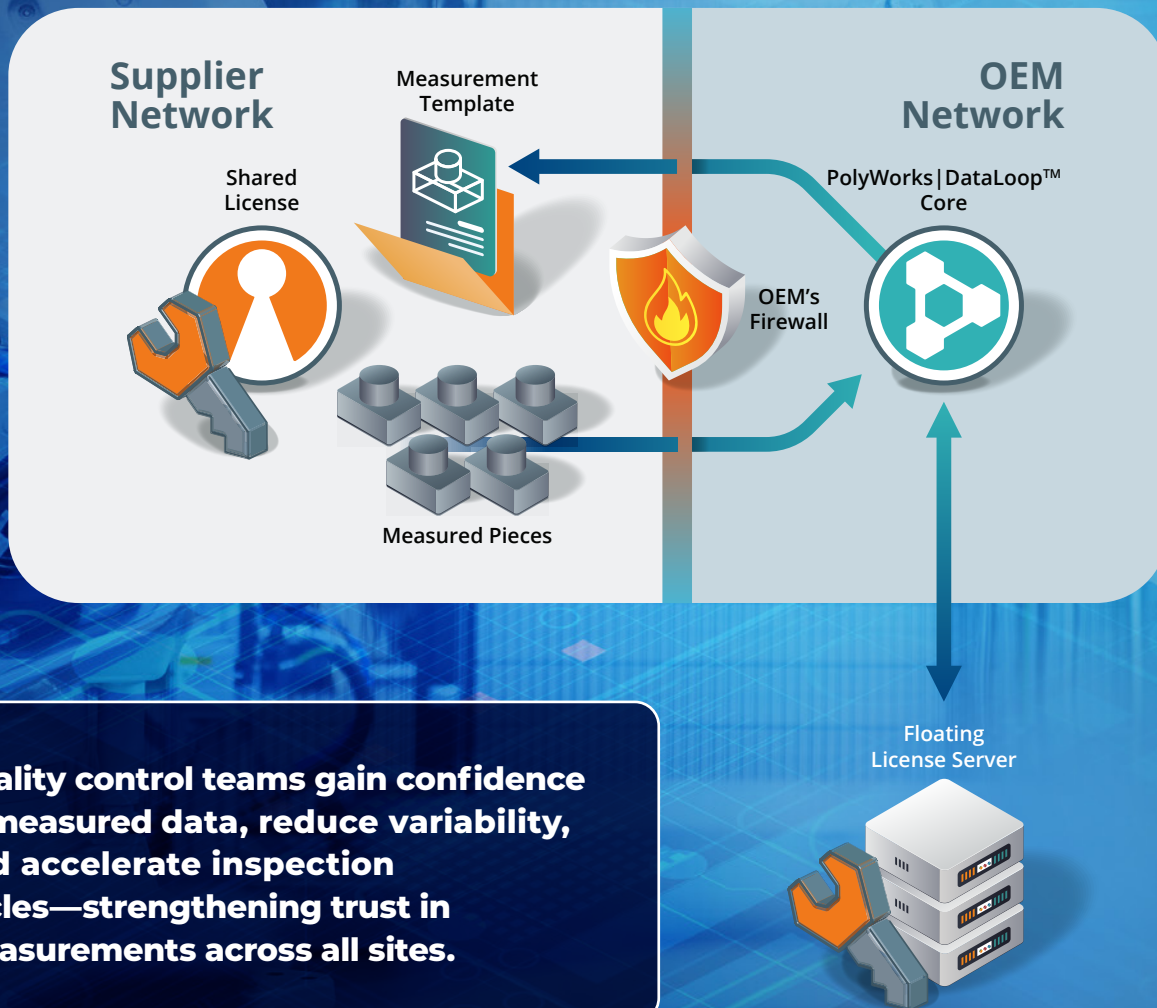 Supplier
Network
Measurement
Template
OEM
Network
Shared
License
PolyWorks|DataLoop™
Core
OEM's
Firewall
Measured Pieces
Floating
License Server
ality control teams gain confidence
measured data, reduce variability,
d accelerate inspection
cles—strengthening trust in
asurements across all sites.